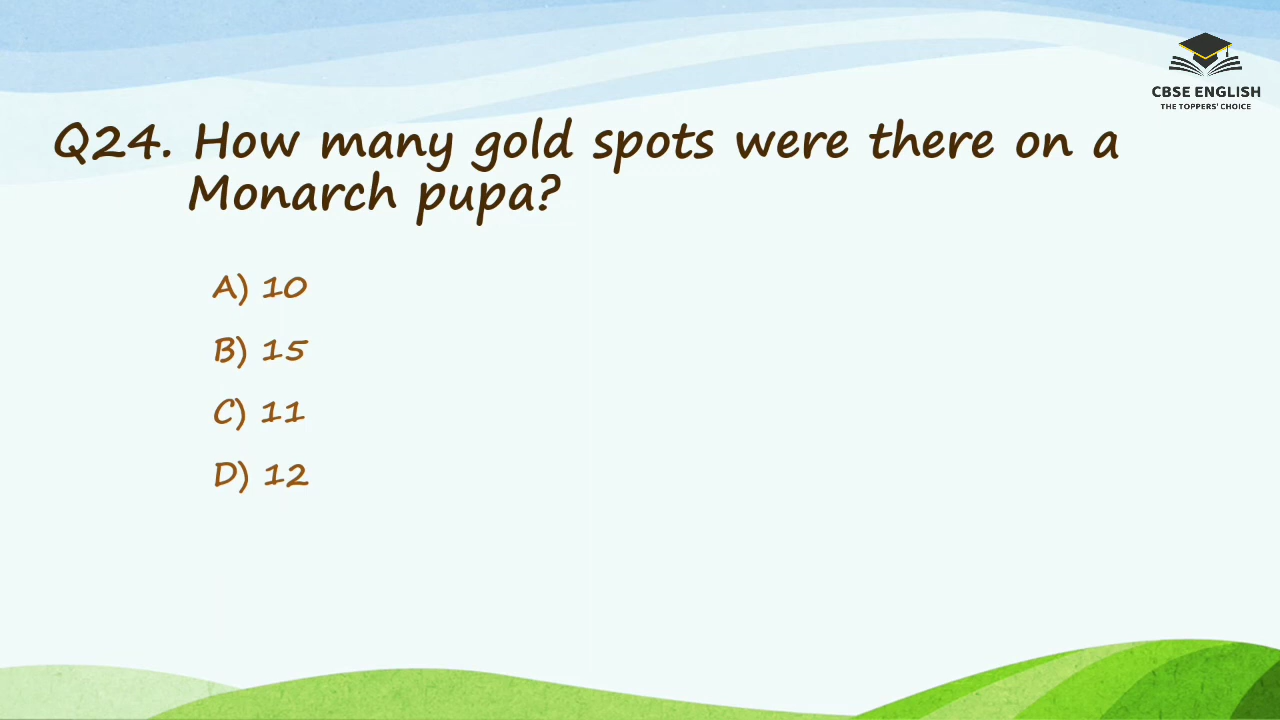 CBSE ENGLISH
THE TOPPERS' CHOICE
Q24. How many gold spots were there on a
Monarch pupa?
A) 10
B) 15
C) 11
D) 12